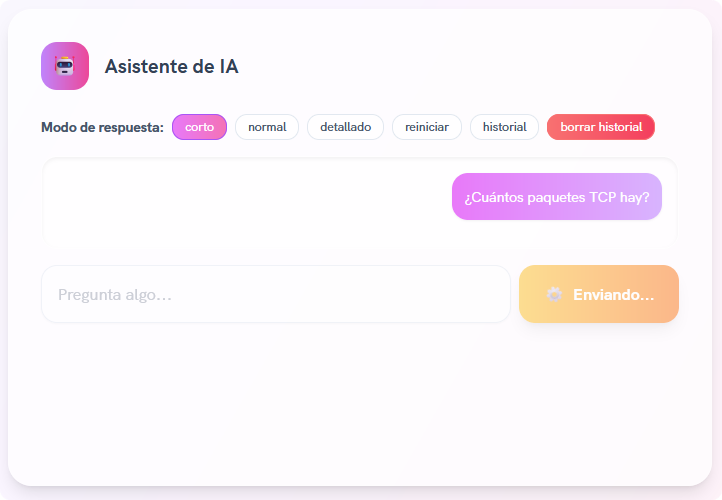 Asistente de IA
Modo de respuesta: corto normal detallado reiniciar historial borrar historial
¿Cuántos paquetes TCP hay?
Pregunta algo... Enviando...